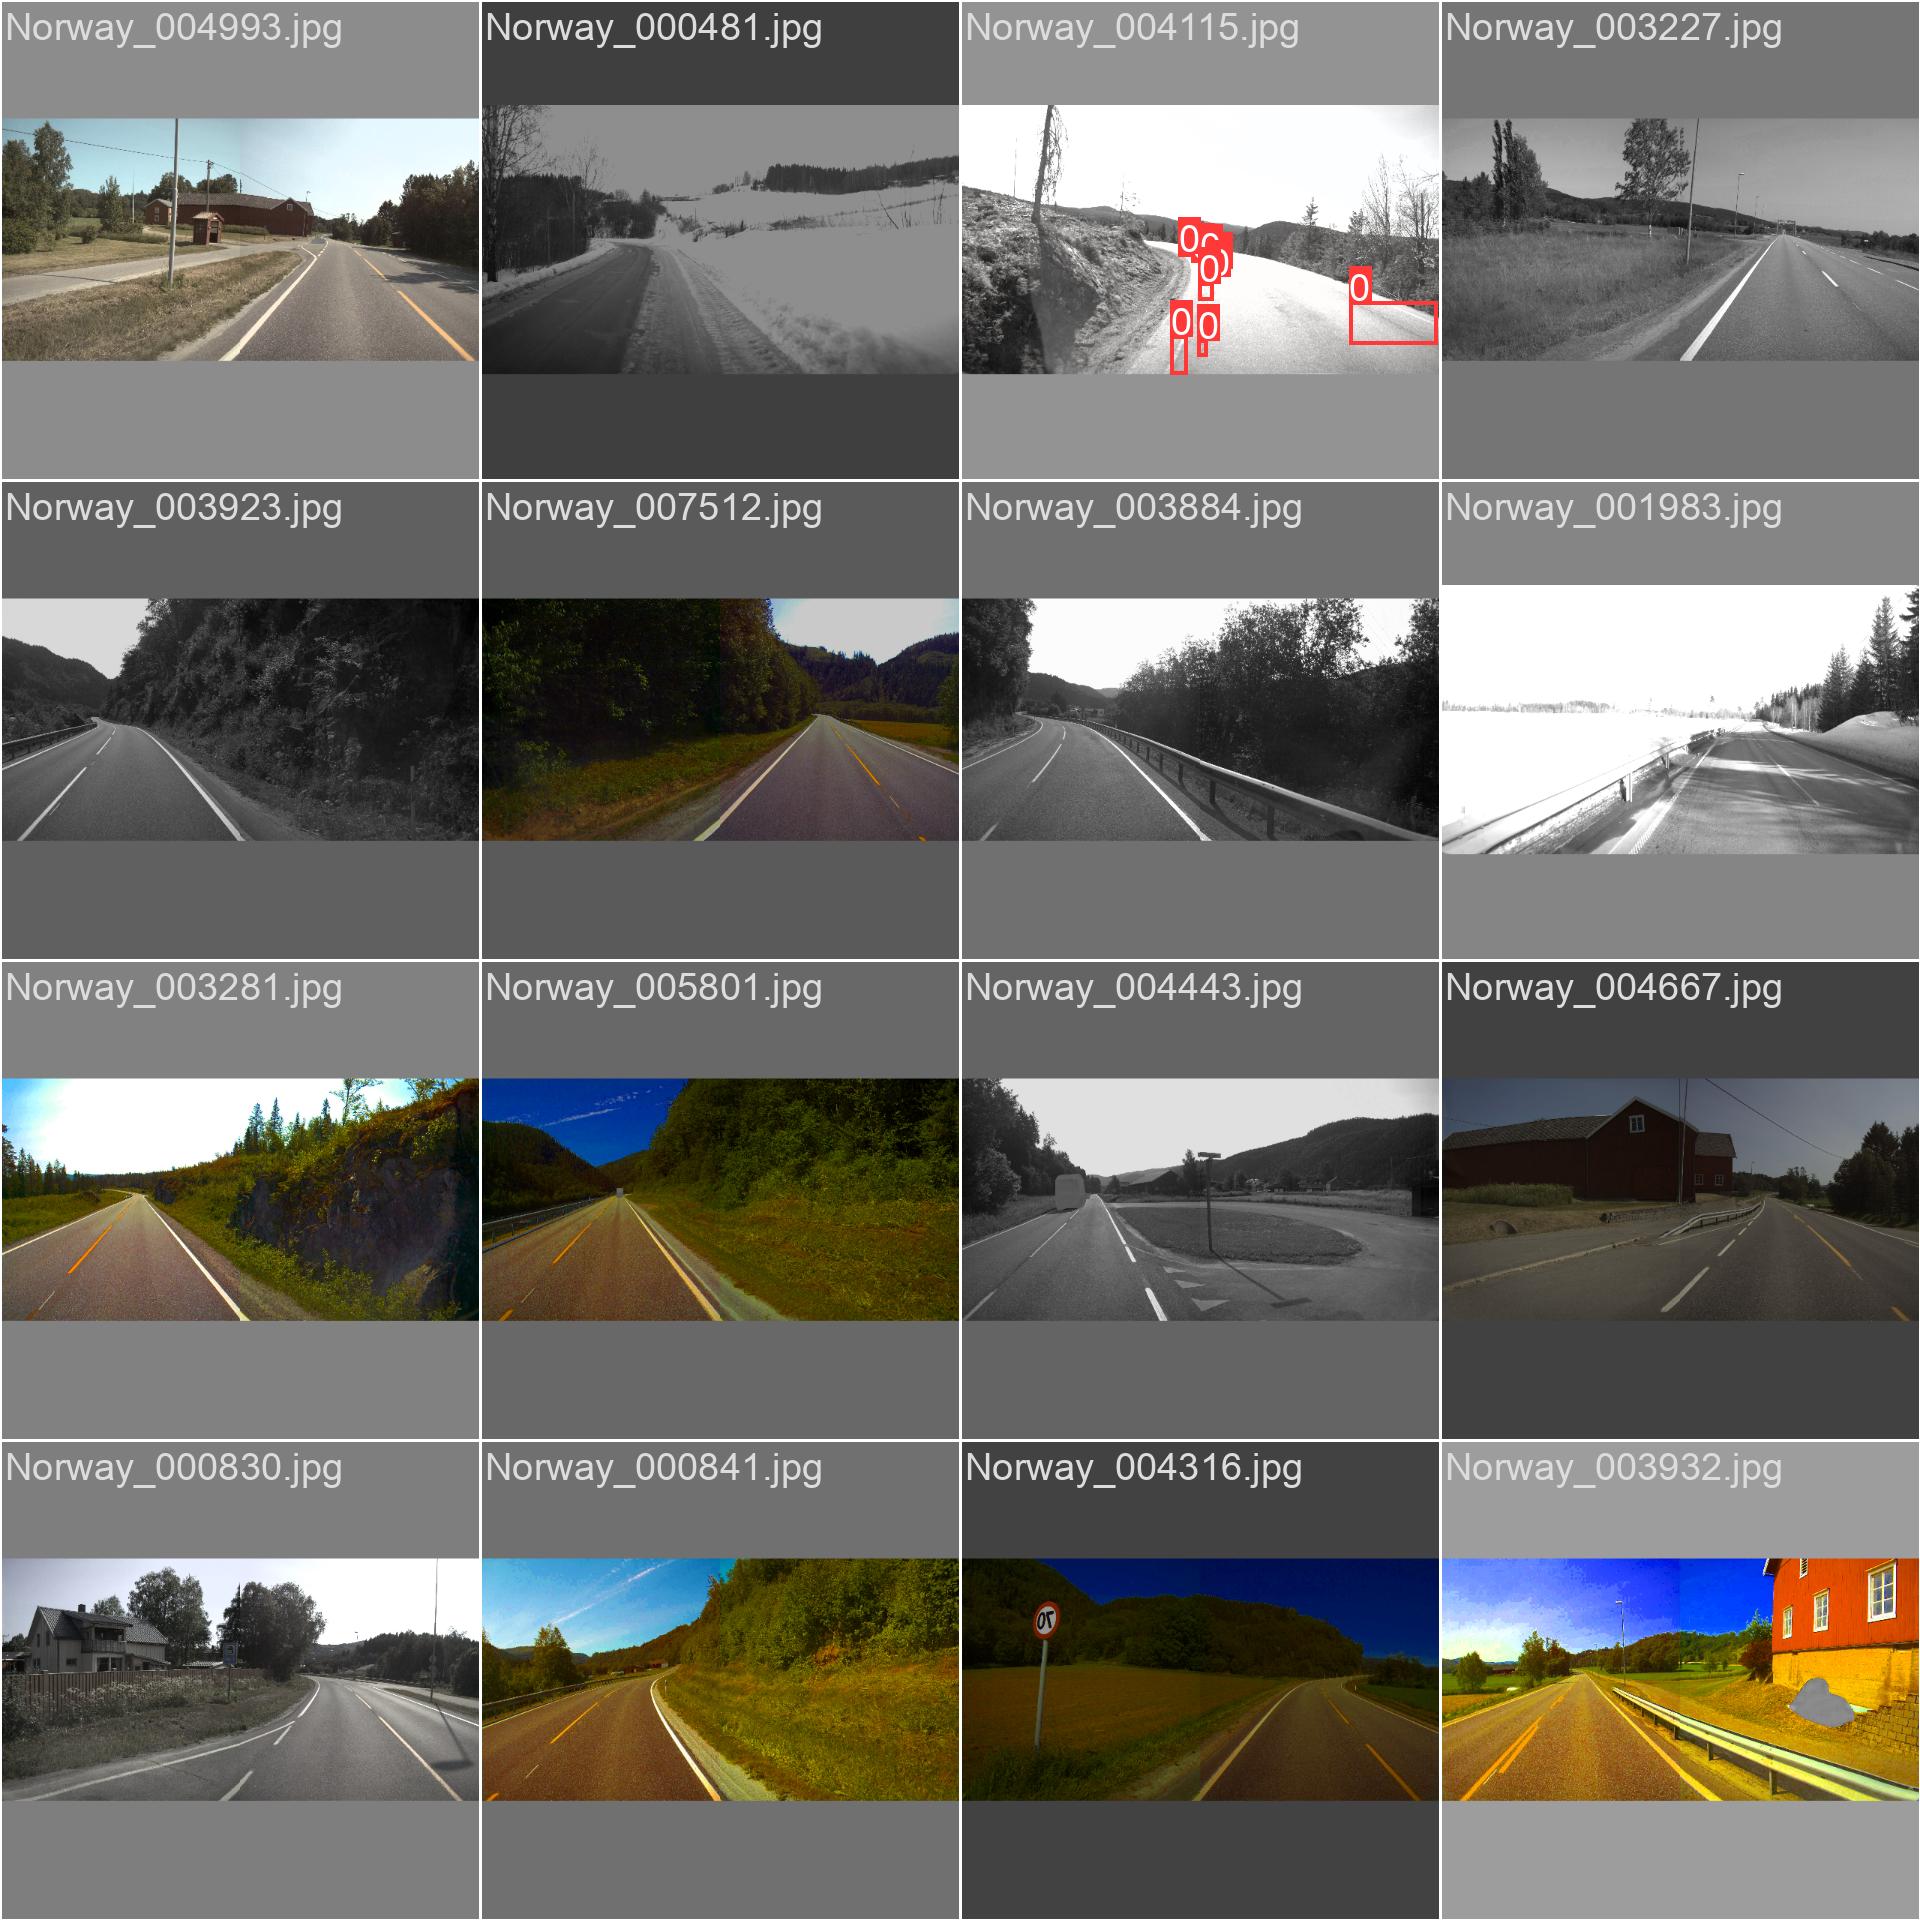 Norway_004993.jpg
Norway_000481.jpg
Norway_004115.jpg
Norway_003227.jpg
0
0
0
0
0
0
0
Norway_003923.jpg
Norway_007512.jpg
Norway_003884.jpg
Norway_001983.jpg
Norway_003281.jpg
Norway_005801.jpg
Norway_004443.jpg
Norway_004667.jpg
Norway_000830.jpg
Norway_000841.jpg
Norway_004316.jpg
Norway_003932.jpg
70